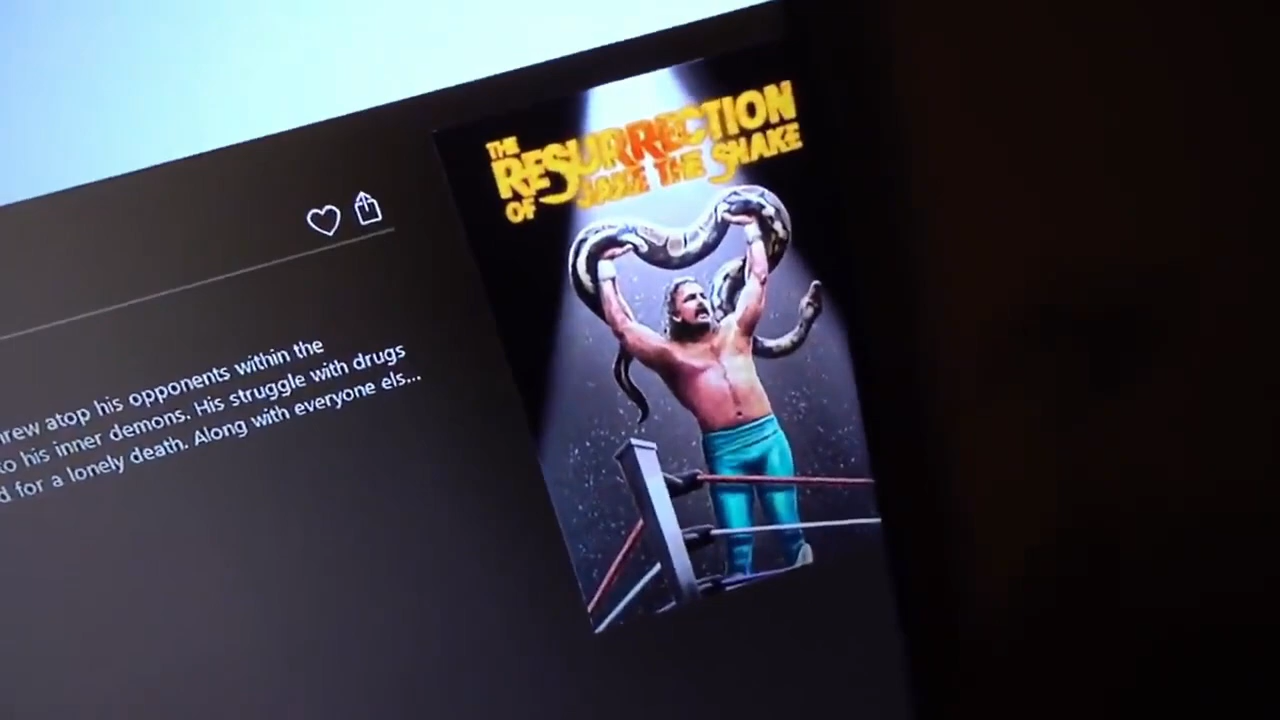 THE
RESURRECTION
OF JAKE THE SNAKE
hrew atop his opponents within the
to his inner demons. His struggle with drugs
d for a lonely death. Along with everyone els...